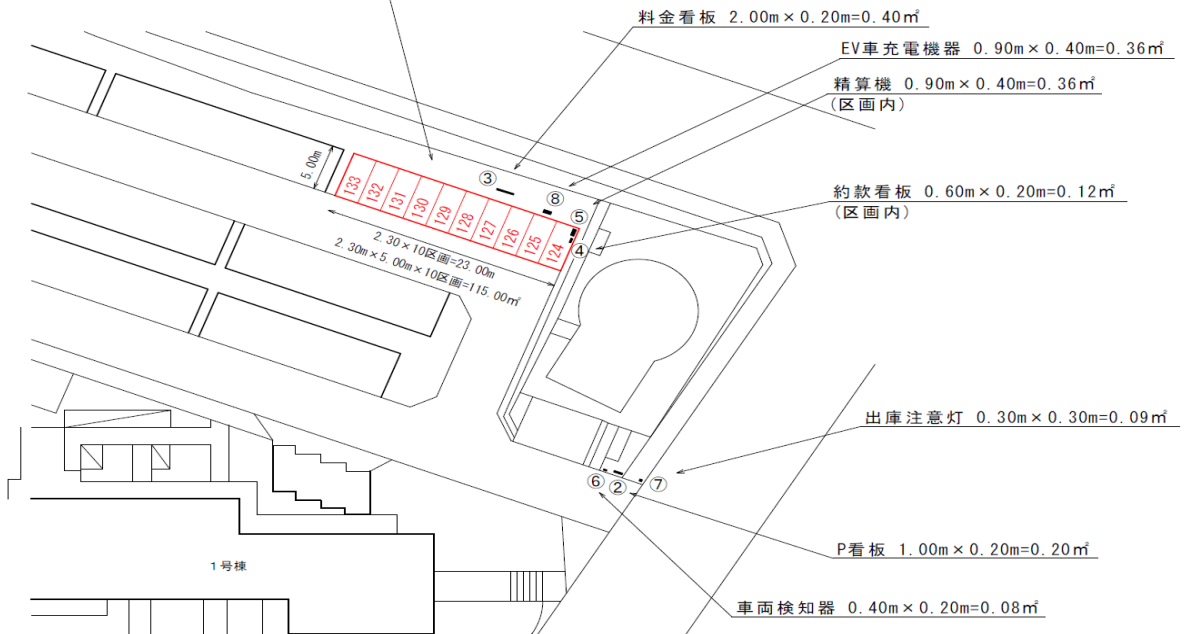 料金看板 2.00m×0.20m=0.40㎡
EV車充電機器 0.90m×0.40m=0.36㎡
精算機 0.90m×0.40m=0.36㎡
(区画内)
約款看板 0.60m×0.20m=0.12㎡
(区画内)
5.00m
133
132
131
130
129
128
127
126
125
124
③
⑧
⑤
④
2.30×10区画=23.00m
2.30m×5.00m×10区画=115.00㎡
出庫注意灯 0.30m×0.30m=0.09㎡
⑥
②
⑦
P看板 1.00m×0.20m=0.20㎡
1号棟
車両検知器 0.40m×0.20m=0.08㎡